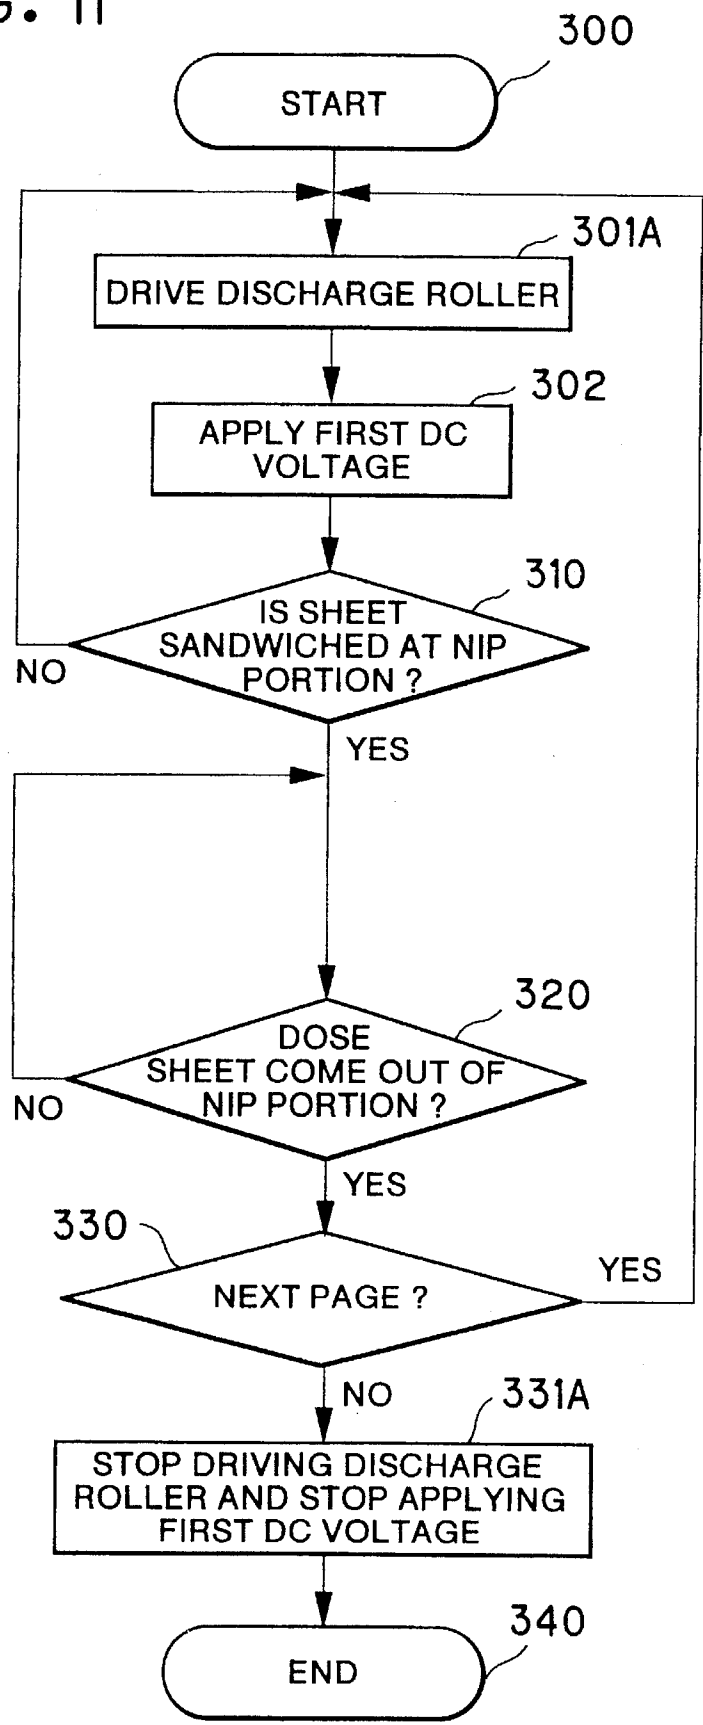 G. 11
300
START
301A
DRIVE DISCHARGE ROLLER
302
APPLY FIRST DC
VOLTAGE
310
IS SHEET
SANDWICHED AT NIP
PORTION ?
NO
YES
320
DOSE
SHEET COME OUT OF
NIP PORTION ?
NO
YES
330
NEXT PAGE ?
YES
NO
331A
STOP DRIVING DISCHARGE
ROLLER AND STOP APPLYING
FIRST DC VOLTAGE
340
END